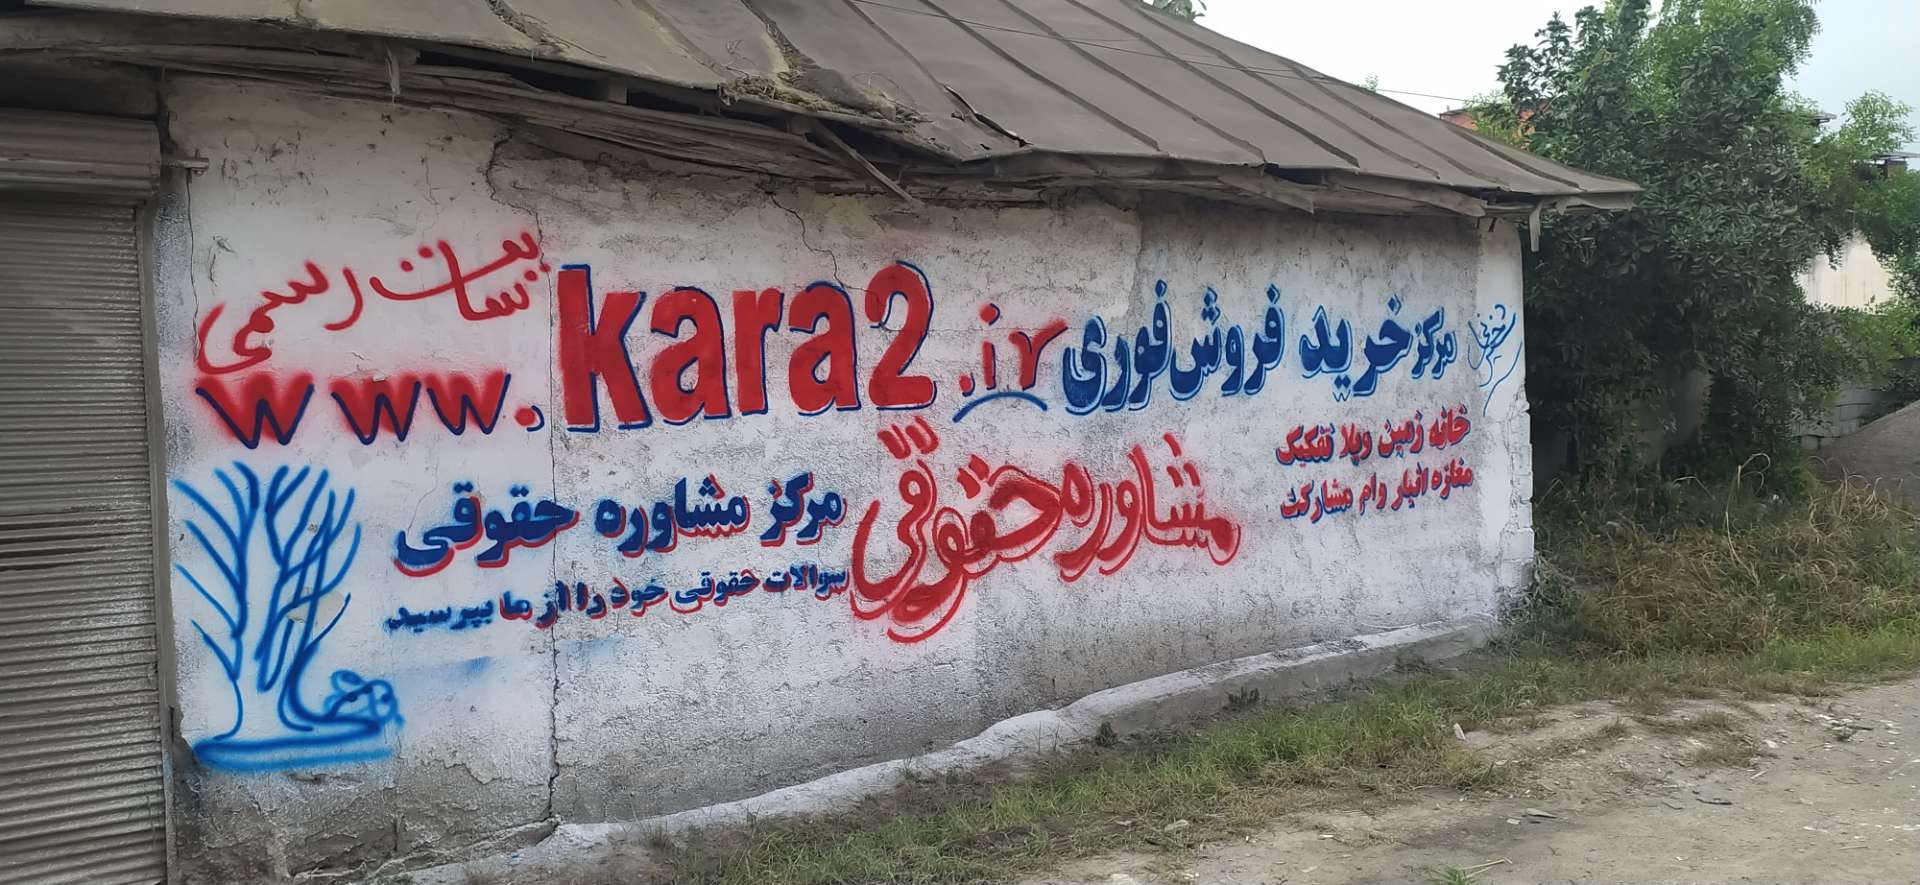 سایت رسمی
www.kara2.ir
مرکز خرید فروش فوری
خانه زمین ویلا تفکیک
مغازه انبار وام مشارکت
مشاوره حقوقی
مرکز مشاوره حقوقی
سوالات حقوقی خود را از ما بپرسید